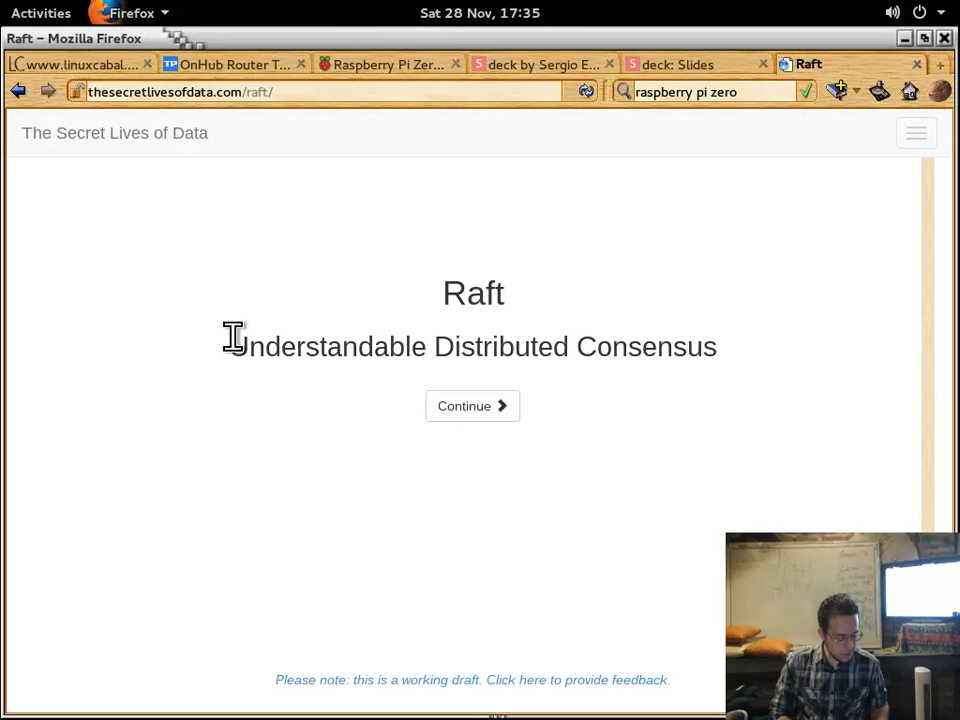 Activities Firefox Sat 28 Nov, 17:35
Raft – Mozilla Firefox
LC www.linuxcabal.... TP OnHub Router T... Raspberry Pi Zer... S deck by Sergio E... S deck: Slides Raft
thesecretlivesofdata.com/raft/ raspberry pi zero
The Secret Lives of Data
Raft
Understandable Distributed Consensus
Continue
Please note: this is a working draft. Click here to provide feedback.